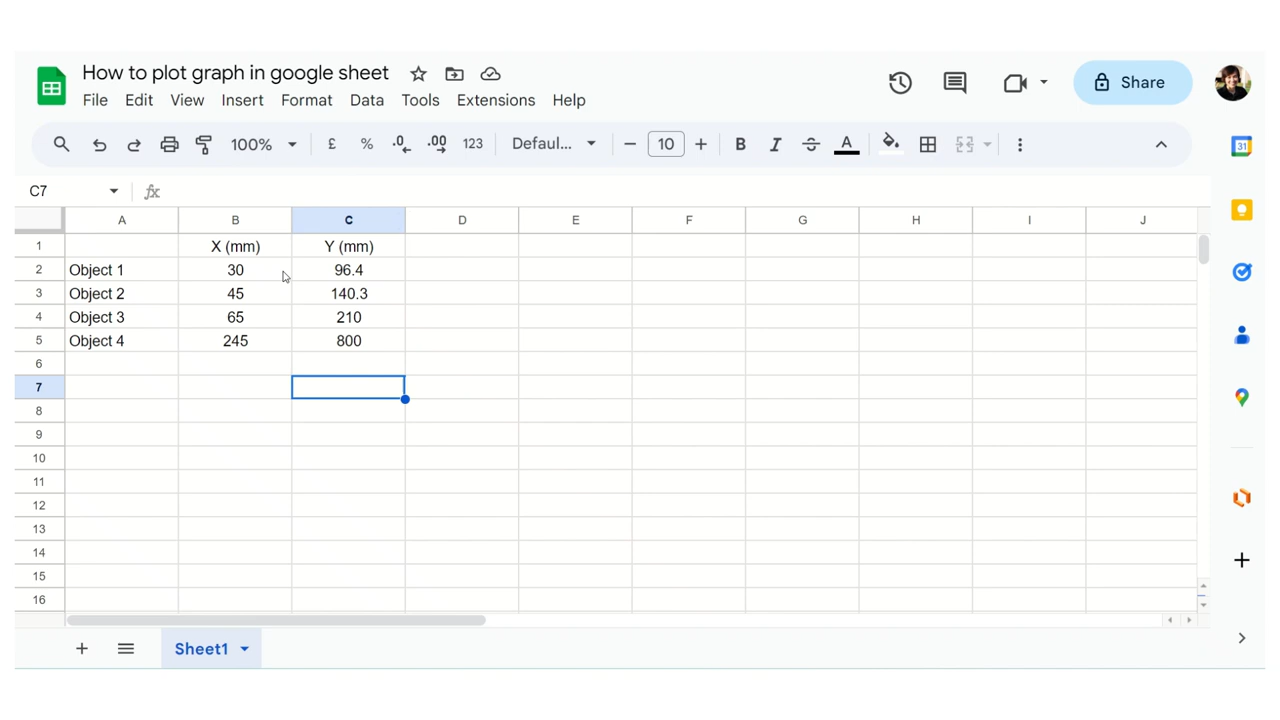 How to plot graph in google sheet
File Edit View Insert Format Data Tools Extensions Help
Share
100% £ % .0 .00 123 Defaul... 10 B I S A
31
C7 fx
A B C D E F G H I J
1 X (mm) Y (mm)
2 Object 1 30 96.4
3 Object 2 45 140.3
4 Object 3 65 210
5 Object 4 245 800
6
7
8
9
10
11
12
13
14
15
16
Sheet1